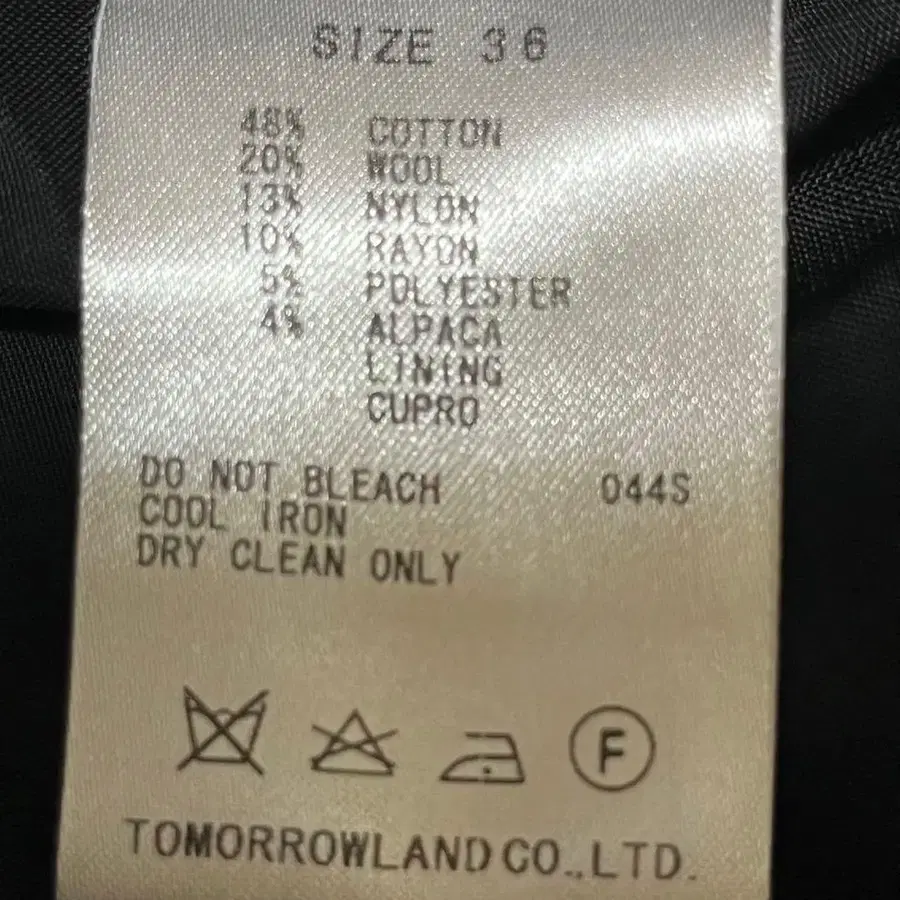 SIZE 36
48% COTTON
20% WOOL
13% NYLON
10% RAYON
5% POLYESTER
4% ALPACA
LINING
CUPRO
DO NOT BLEACH 044S
COOL IRON
DRY CLEAN ONLY
F
TOMORROWLAND CO.,LTD.